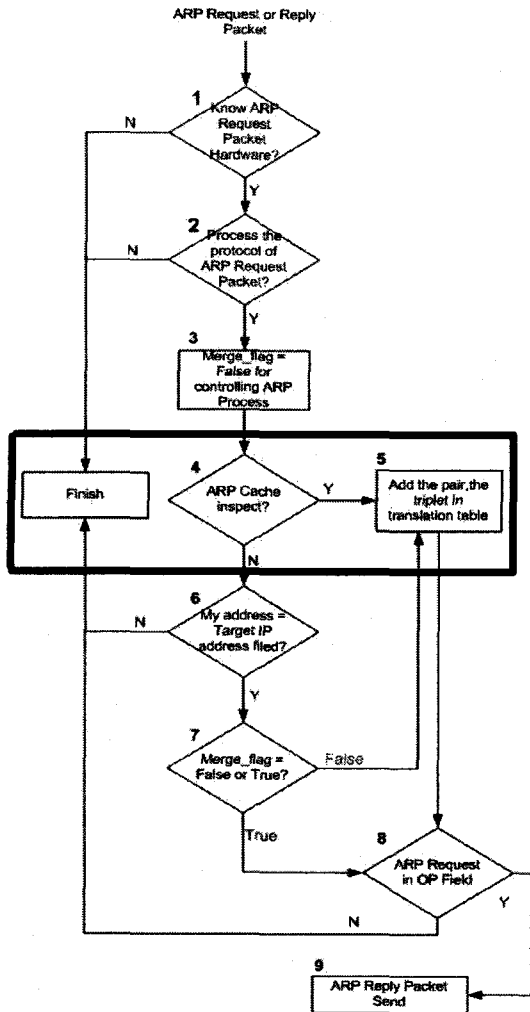 ARP Request or Reply
Packet
1
Know ARP
Request
Packet
Hardware?
N
Y
2
Process the
protocol of
ARP Request
Packet?
N
Y
3
Merge_flag =
False for
controlling ARP
Process
Finish
4
ARP Cache
inspect?
Y
5
Add the pair,the
triplet in
translation table
N
6
My address =
Target IP
address filed?
N
Y
7
Merge_flag =
False or True?
False
True
8
ARP Request
in OP Field
N
Y
9
ARP Reply Packet
Send